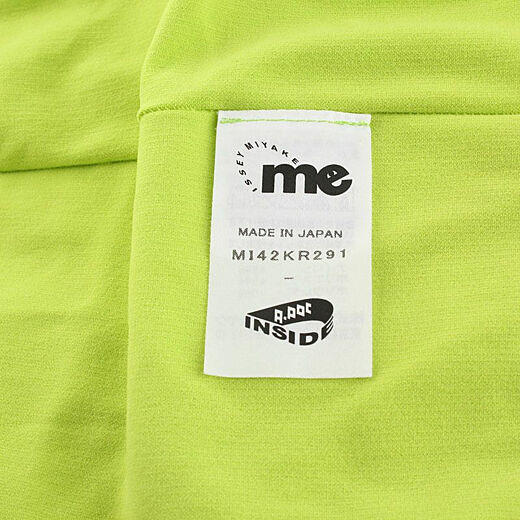 ISSEY MIYAKE
me
MADE IN JAPAN
MI42KR291
-
A-POC
INSIDE